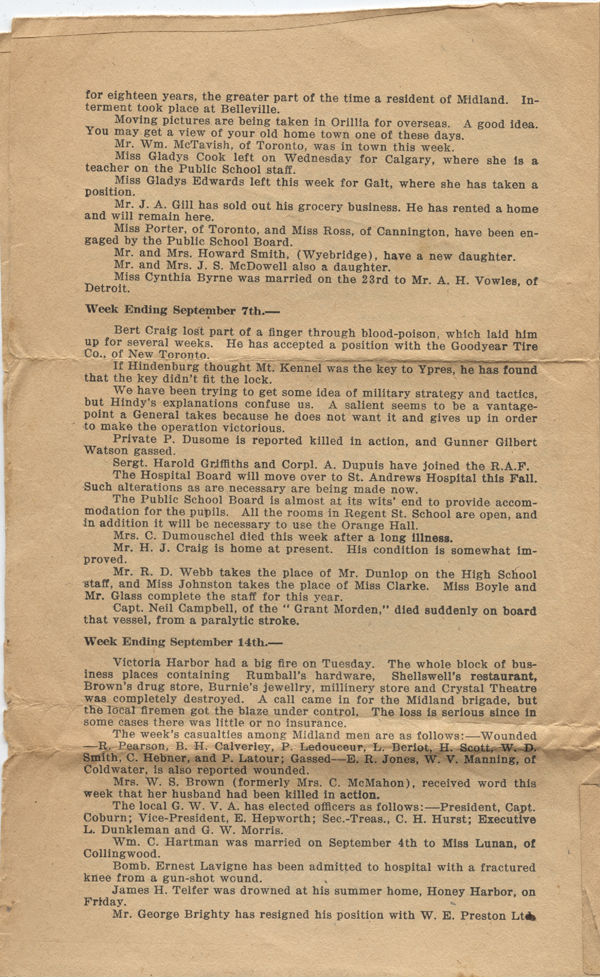 for eighteen years, the greater part of the time a resident of Midland. In-
terment took place at Belleville.
Moving pictures are being taken in Orillia for overseas. A good idea.
You may get a view of your old home town one of these days.
Mr. Wm. McTavish, of Toronto, was in town this week.
Miss Gladys Cook left on Wednesday for Calgary, where she is a
teacher on the Public School staff.
Miss Gladys Edwards left this week for Galt, where she has taken a
position.
Mr. J. A. Gill has sold out his grocery business. He has rented a home
and will remain here.
Miss Porter, of Toronto, and Miss Ross, of Cannington, have been en-
gaged by the Public School Board.
Mr. and Mrs. Howard Smith, (Wyebridge), have a new daughter.
Mr. and Mrs. J. S. McDowell also a daughter.
Miss Cynthia Byrne was married on the 23rd to Mr. A. H. Vowles, of
Detroit.
Week Ending September 7th.—
Bert Craig lost part of a finger through blood-poison, which laid him
up for several weeks. He has accepted a position with the Goodyear Tire
Co., of New Toronto.
If Hindenburg thought Mt. Kennel was the key to Ypres, he has found
that the key didn't fit the lock.
We have been trying to get some idea of military strategy and tactics,
but Hindy's explanations confuse us. A salient seems to be a vantage-
point a General takes because he does not want it and gives up in order
to make the operation victorious.
Private P. Dusome is reported killed in action, and Gunner Gilbert
Watson gassed.
Sergt. Harold Griffiths and Corpl. A. Dupuis have joined the R.A.F.
The Hospital Board will move over to St. Andrews Hospital this Fall.
Such alterations as are necessary are being made now.
The Public School Board is almost at its wits' end to provide accom-
modation for the pupils. All the rooms in Regent St. School are open, and
in addition it will be necessary to use the Orange Hall.
Mrs. C. Dumouschel died this week after a long illness.
Mr. H. J. Craig is home at present. His condition is somewhat im-
proved.
Mr. R. D. Webb takes the place of Mr. Dunlop on the High School
staff, and Miss Johnston takes the place of Miss Clarke. Miss Boyle and
Mr. Glass complete the staff for this year.
Capt. Neil Campbell, of the " Grant Morden," died suddenly on board
that vessel, from a paralytic stroke.
Week Ending September 14th.—
Victoria Harbor had a big fire on Tuesday. The whole block of bus-
iness places containing Rumball's hardware, Shellswell's restaurant,
Brown's drug store, Burnie's jewellry, millinery store and Crystal Theatre
was completely destroyed. A call came in for the Midland brigade, but
the local firemen got the blaze under control. The loss is serious since in
some cases there was little or no insurance.
The week's casualties among Midland men are as follows:—Wounded
—R. Pearson, B. H. Calverley, P. Ledouceur, L. Beriot, H. Scott, W. D.
Smith, C. Hebner, and P. Latour; Gassed—E. R. Jones, W. V. Manning, of
Coldwater, is also reported wounded.
Mrs. W. S. Brown (formerly Mrs. C. McMahon), received word this
week that her husband had been killed in action.
The local G. W. V. A. has elected officers as follows:—President, Capt.
Coburn; Vice-President, E. Hepworth; Sec.-Treas., C. H. Hurst; Executive
L. Dunkleman and G. W. Morris.
Wm. C. Hartman was married on September 4th to Miss Lunan, of
Collingwood.
Bomb. Ernest Lavigne has been admitted to hospital with a fractured
knee from a gun-shot wound.
James H. Telfer was drowned at his summer home, Honey Harbor, on
Friday.
Mr. George Brighty has resigned his position with W. E. Preston Ltd.